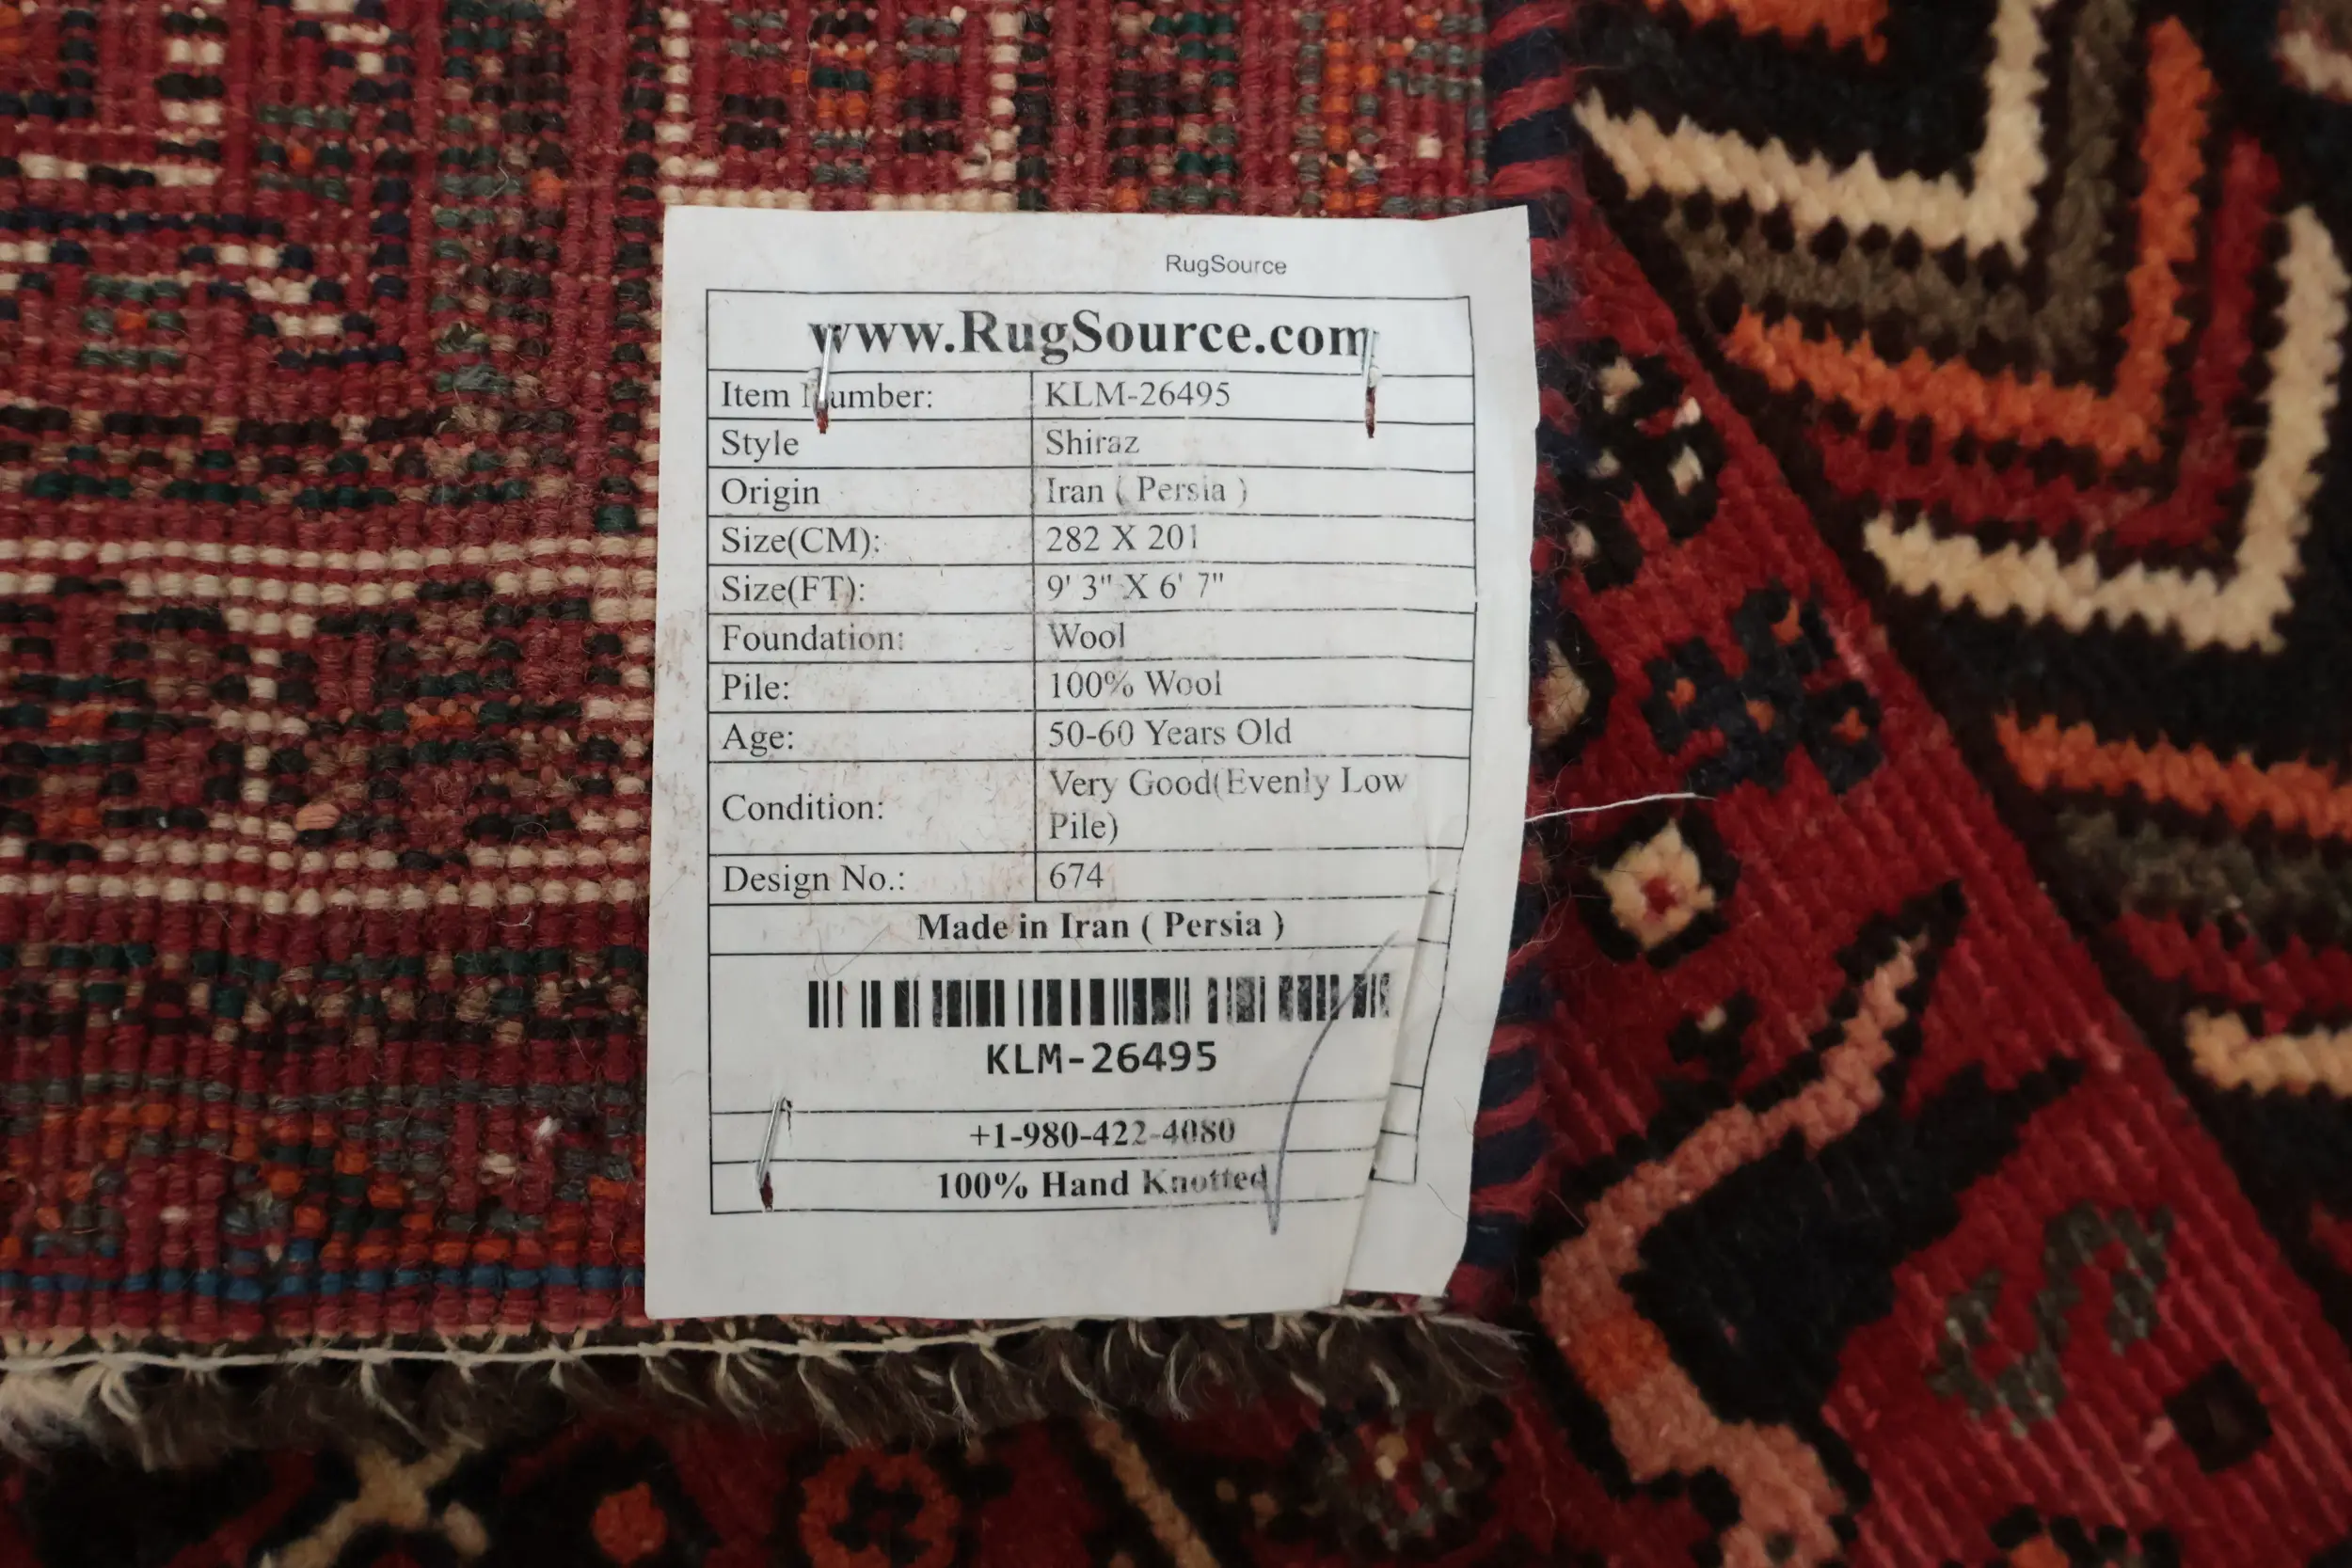 RugSource
www.RugSource.com
Item Number: KLM-26495
Style Shiraz
Origin Iran ( Persia )
Size(CM): 282 X 201
Size(FT): 9' 3" X 6' 7"
Foundation: Wool
Pile: 100% Wool
Age: 50-60 Years Old
Condition: Very Good(Evenly Low
Pile)
Design No.: 674
Made in Iran ( Persia )
KLM-26495
+1-980-422-4080
100% Hand Knotted